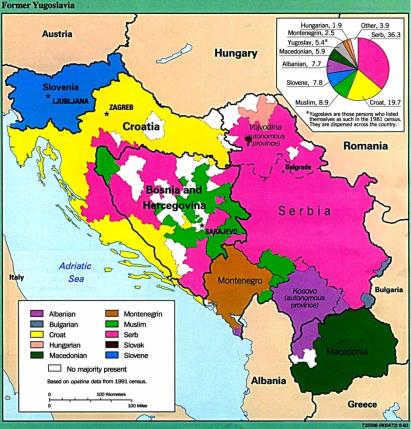 Former Yugoslavia
Austria
Hungary
Slovenia
LJUBLJANA
ZAGREB
Croatia
Hungarian, 1.9
Other, 3.9
Montenegrin, 2.5
Yugoslav, 5.4*
Serb, 36.3
Macedonian, 5.9
Albanian, 7.7
Slovene, 7.8
Muslim, 8.9
Croat, 19.7
*Yugoslavs are those persons who listed
themselves as such in the 1981 census.
They are dispersed across the country.
Vojvodina
(autonomous
province)
Romania
Belgrade
Bosnia and
Hercegovina
Serbia
SARAJEVO
Adriatic
Sea
Italy
Montenegro
Kosovo
(autonomous
province)
Bulgaria
Macedonia
Albania
Greece
Albanian
Bulgarian
Croat
Hungarian
Macedonian
Montenegrin
Muslim
Serb
Slovak
Slovene
No majority present
Based on opstina data from 1991 census.
0 100 Kilometers
0 100 Miles